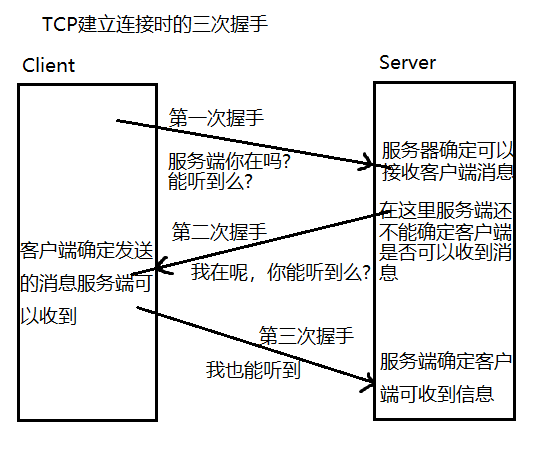 TCP建立连接时的三次握手
Client
Server
第一次握手
服务端你在吗?
能听到么?
服务器确定可以
接收客户端消息
在这里服务端还
不能确定客户端
是否可以收到消
息
第二次握手
我在呢，你能听到么?
客户端确定发送
的消息服务端可
以收到
第三次握手
我也能听到
服务端确定客户
端可收到信息